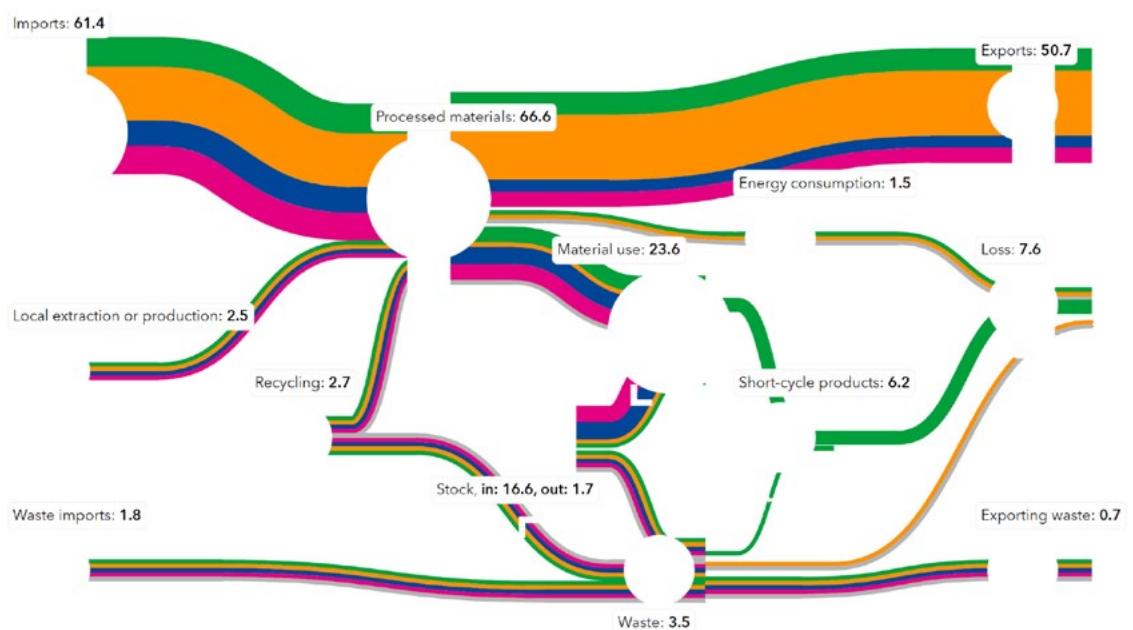 Imports: 61.4
Exports: 50.7
Processed materials: 66.6
Energy consumption: 1.5
Material use: 23.6
Loss: 7.6
Local extraction or production: 2.5
Recycling: 2.7
Short-cycle products: 6.2
Stock, in: 16.6, out: 1.7
Waste imports: 1.8
Exporting waste: 0.7
Waste: 3.5